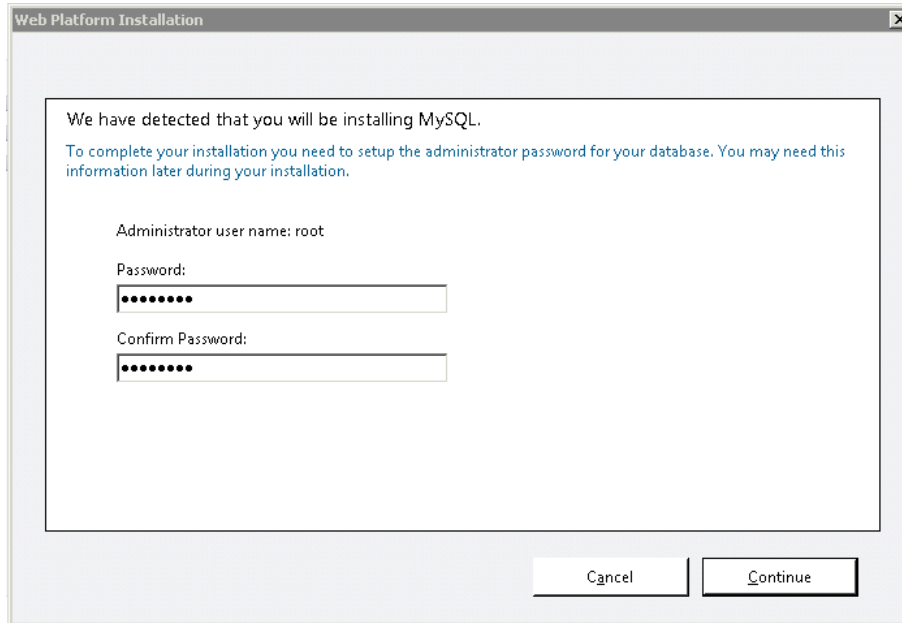 Web Platform Installation
We have detected that you will be installing MySQL.
To complete your installation you need to setup the administrator password for your database. You may need this
information later during your installation.
Administrator user name: root
Password:
●●●●●●●●
Confirm Password:
●●●●●●●●
Cancel
Continue